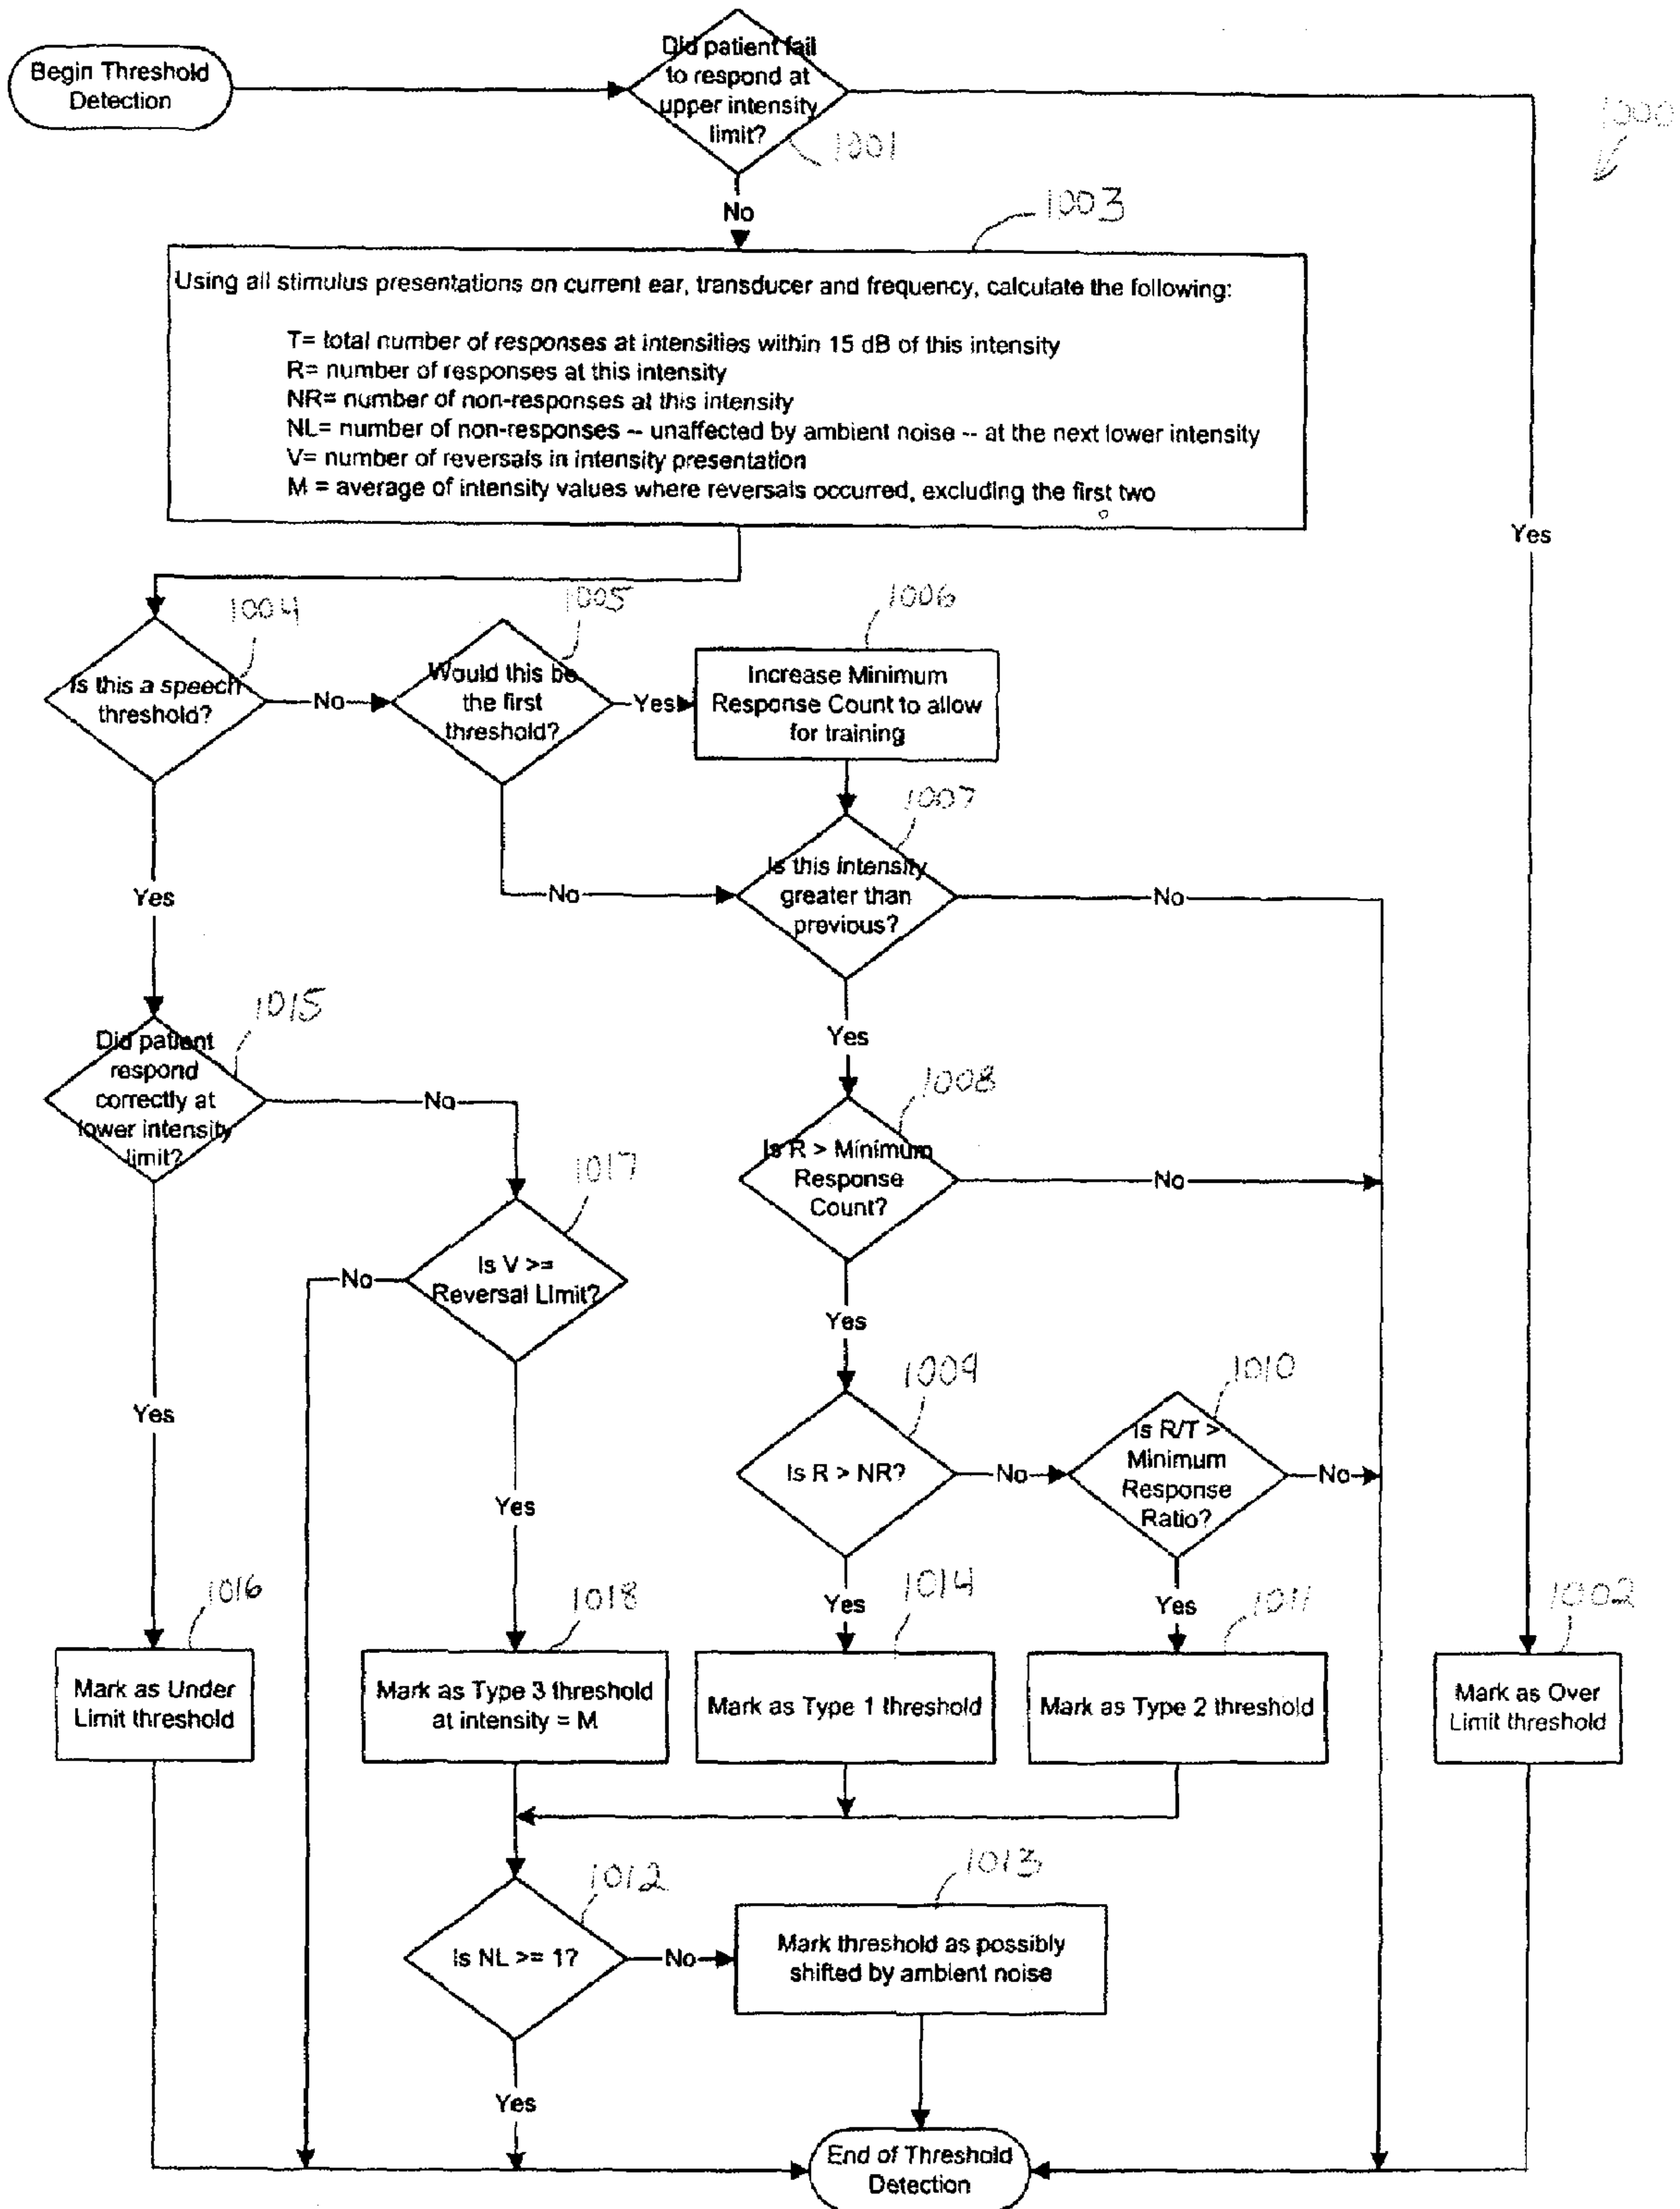 Begin Threshold
Detection
Did patient fail
to respond at
upper intensity
limit?
1001
1000
No
1003
Using all stimulus presentations on current ear, transducer and frequency, calculate the following:
T= total number of responses at intensities within 15 dB of this intensity
R= number of responses at this intensity
NR= number of non-responses at this intensity
NL= number of non-responses -- unaffected by ambient noise -- at the next lower intensity
V= number of reversals in intensity presentation
M = average of intensity values where reversals occurred, excluding the first two
Yes
1004
Is this a speech
threshold?
No
1005
Would this be
the first
threshold?
Yes
1006
Increase Minimum
Response Count to allow
for training
1007
Is this intensity
greater than
previous?
No
No
Yes
Yes
1015
Did patient
respond
correctly at
lower intensity
limit?
No
1008
Is R > Minimum
Response
Count?
No
1017
Is V >=
Reversal Limit?
No
Yes
Yes
Yes
1009
Is R > NR?
No
1010
Is R/T >
Minimum
Response
Ratio?
No
Yes
Yes
Yes
1016
Mark as Under
Limit threshold
1018
Mark as Type 3 threshold
at intensity = M
1014
Mark as Type 1 threshold
1011
Mark as Type 2 threshold
1002
Mark as Over
Limit threshold
1012
Is NL >= 1?
No
1013
Mark threshold as possibly
shifted by ambient noise
Yes
End of Threshold
Detection